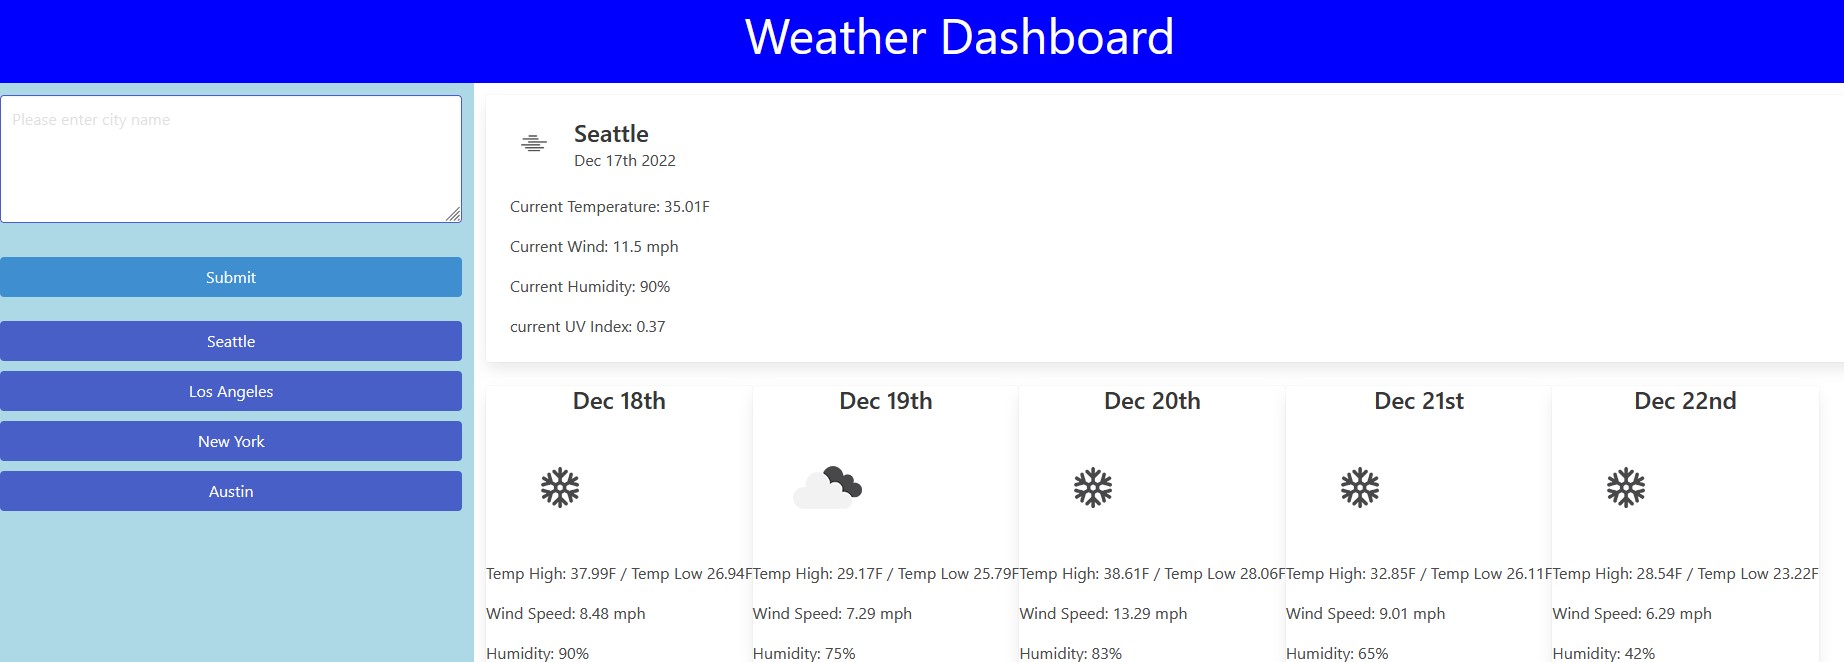 Weather Dashboard
Please enter city name
Submit
Seattle
Los Angeles
New York
Austin
Seattle
Dec 17th 2022
Current Temperature: 35.01F
Current Wind: 11.5 mph
Current Humidity: 90%
current UV Index: 0.37
Dec 18th
Temp High: 37.99F / Temp Low 26.94F
Wind Speed: 8.48 mph
Humidity: 90%
Dec 19th
Temp High: 29.17F / Temp Low 25.79F
Wind Speed: 7.29 mph
Humidity: 75%
Dec 20th
Temp High: 38.61F / Temp Low 28.06F
Wind Speed: 13.29 mph
Humidity: 83%
Dec 21st
Temp High: 32.85F / Temp Low 26.11F
Wind Speed: 9.01 mph
Humidity: 65%
Dec 22nd
Temp High: 28.54F / Temp Low 23.22F
Wind Speed: 6.29 mph
Humidity: 42%